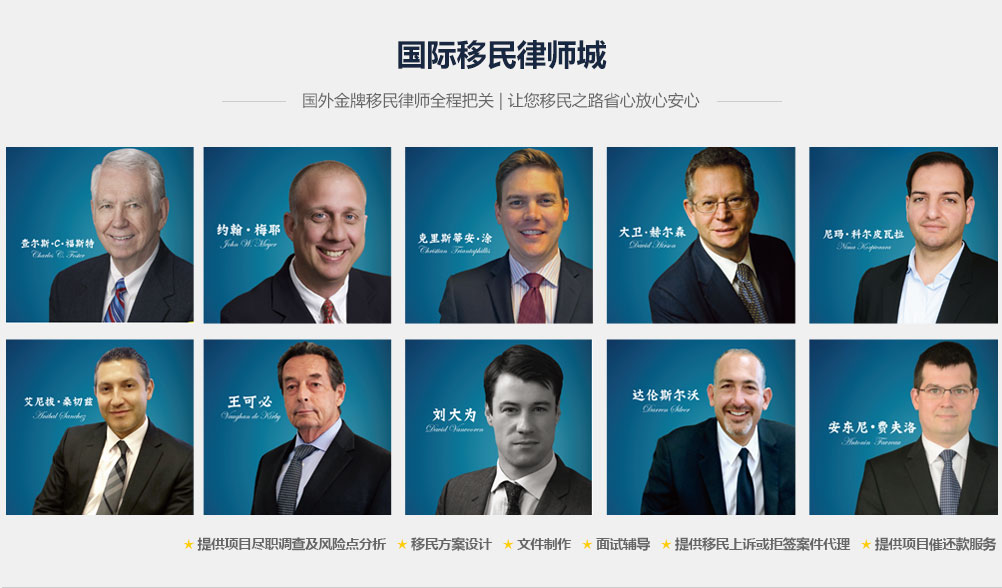 国际移民律师城
国外金牌移民律师全程把关 | 让您移民之路省心放心安心
查尔斯·C·福斯特
Charles C. Foster
约翰·梅耶
John W. Meyer
克里斯蒂安·涂
Christian Triantaphyllis
大卫·赫尔森
David Hirson
尼玛·科尔皮瓦拉
Nima Korpivaara
艾尼拔·桑切兹
Anibal Sanchez
王可必
Vaughan de Kirby
刘大为
David Vanvooren
达伦斯尔沃
Darren Silver
安东尼·费夫洛
Antonin
★ 提供项目尽职调查及风险点分析 ★ 移民方案设计 ★ 文件制作 ★ 面试辅导 ★ 提供移民上诉或拒签案件代理 ★ 提供项目催还款服务